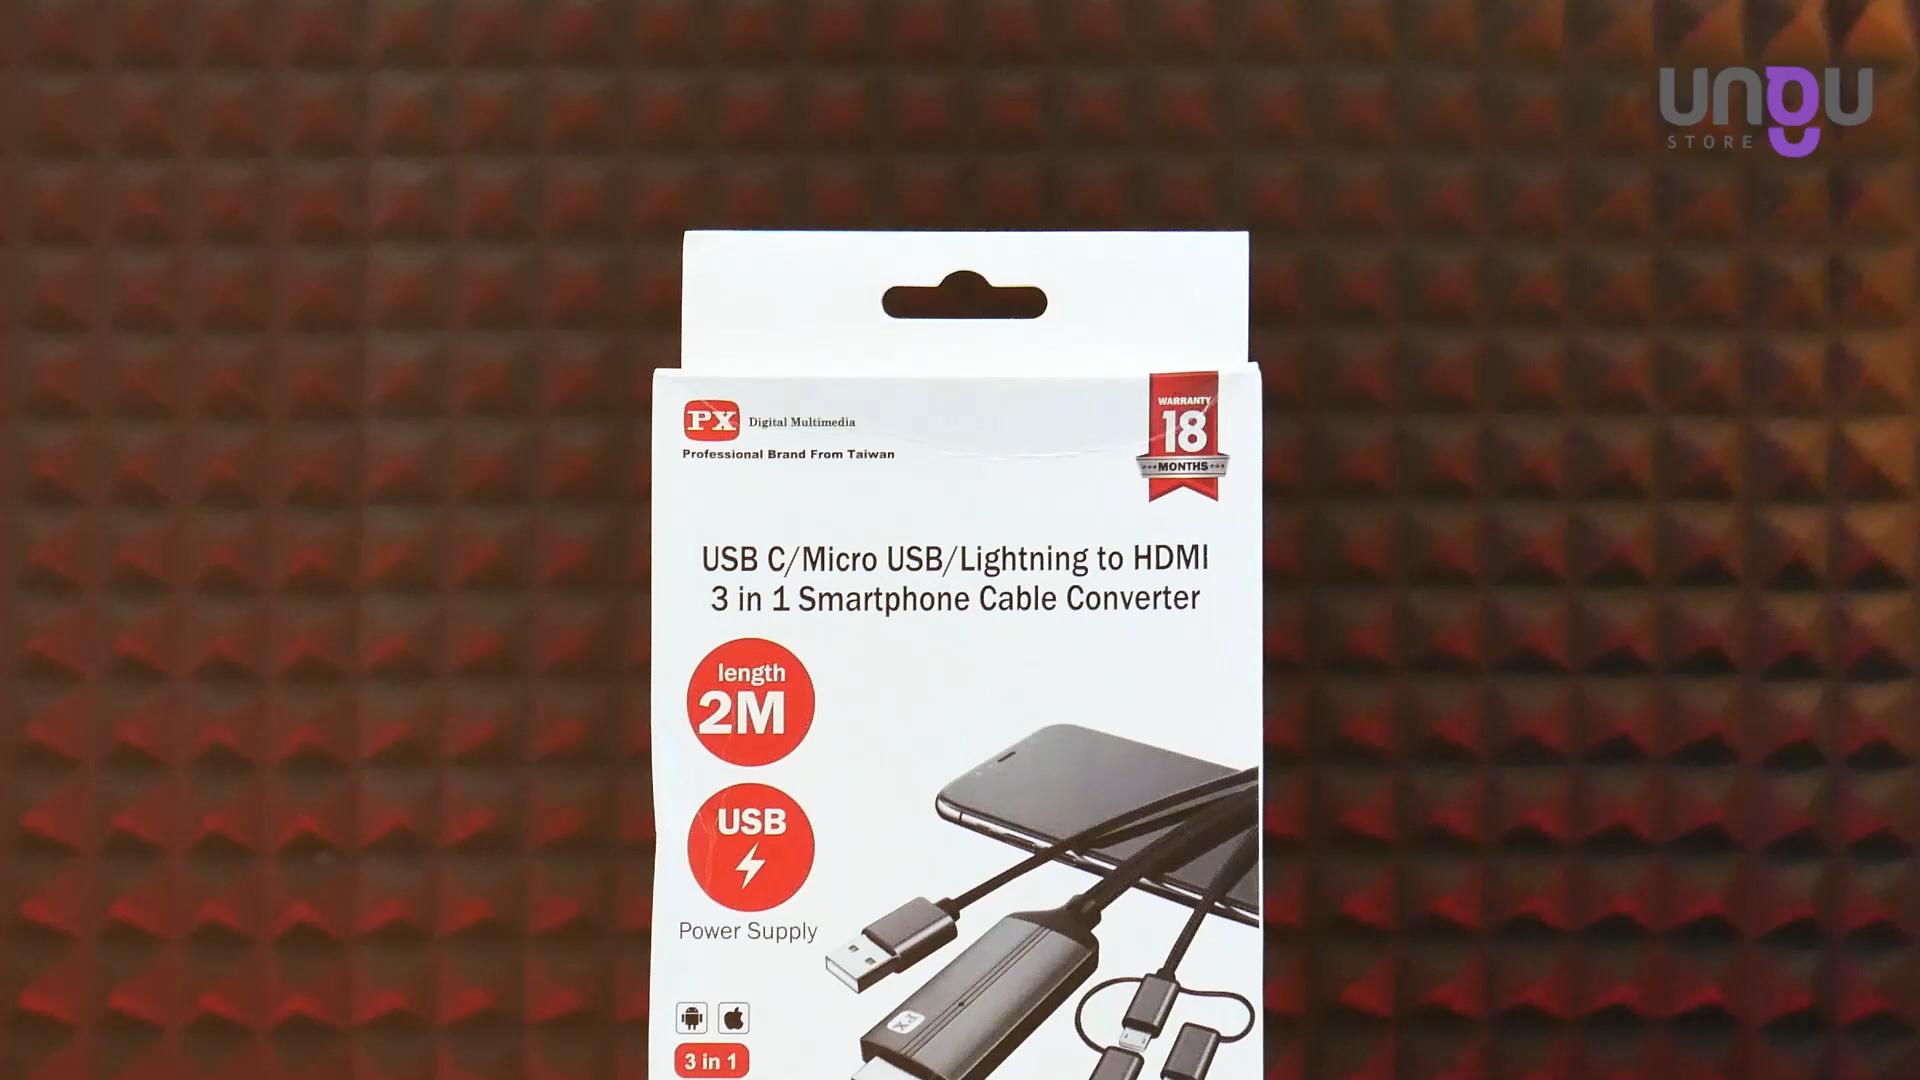 ungu
STORE
PX Digital Multimedia
Professional Brand From Taiwan
WARRANTY
18
MONTHS
USB C/Micro USB/Lightning to HDMI
3 in 1 Smartphone Cable Converter
length
2M
USB
Power Supply
PX
3 in 1